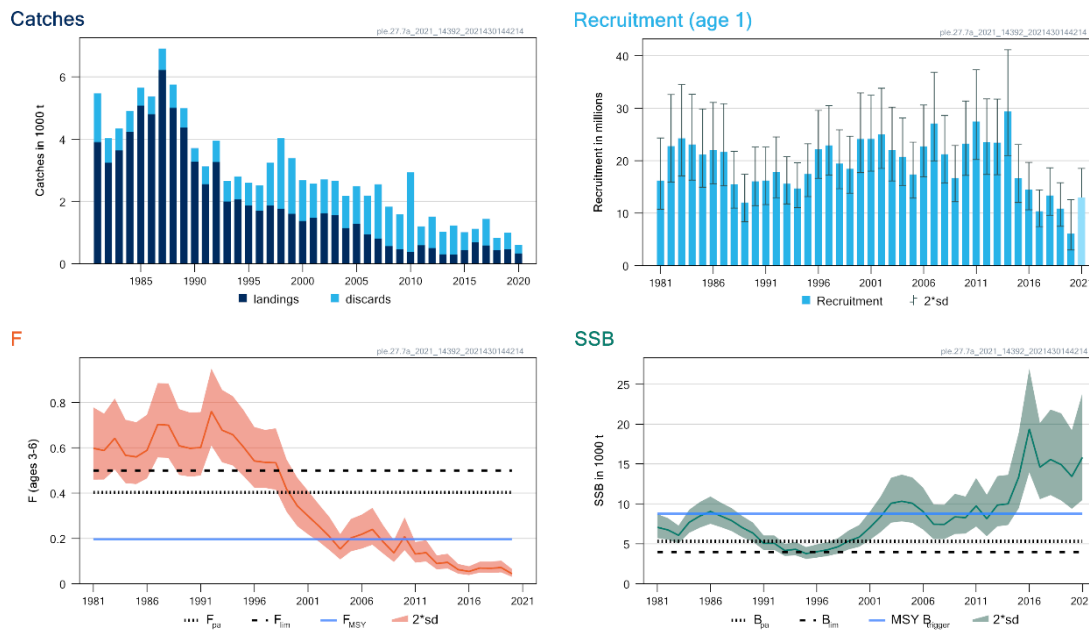 Catches
ple.27.7a_2021_14392_2021430144214
Catches in 1000 t
6
4
2
0
1985 1990 1995 2000 2005 2010 2015 2020
landings discards
Recruitment (age 1)
ple.27.7a_2021_14392_2021430144214
Recruitment in millions
40
30
20
10
0
1981 1986 1991 1996 2001 2006 2011 2016 2021
Recruitment 2*sd
F
ple.27.7a_2021_14392_2021430144214
F (ages 3-6)
0.8
0.6
0.4
0.2
0
1981 1986 1991 1996 2001 2006 2011 2016 2021
Fpa Flim FMSY 2*sd
SSB
ple.27.7a_2021_14392_2021430144214
SSB in 1000 t
25
20
15
10
5
0
1981 1986 1991 1996 2001 2006 2011 2016 2021
Bpa Blim MSY Btrigger 2*sd